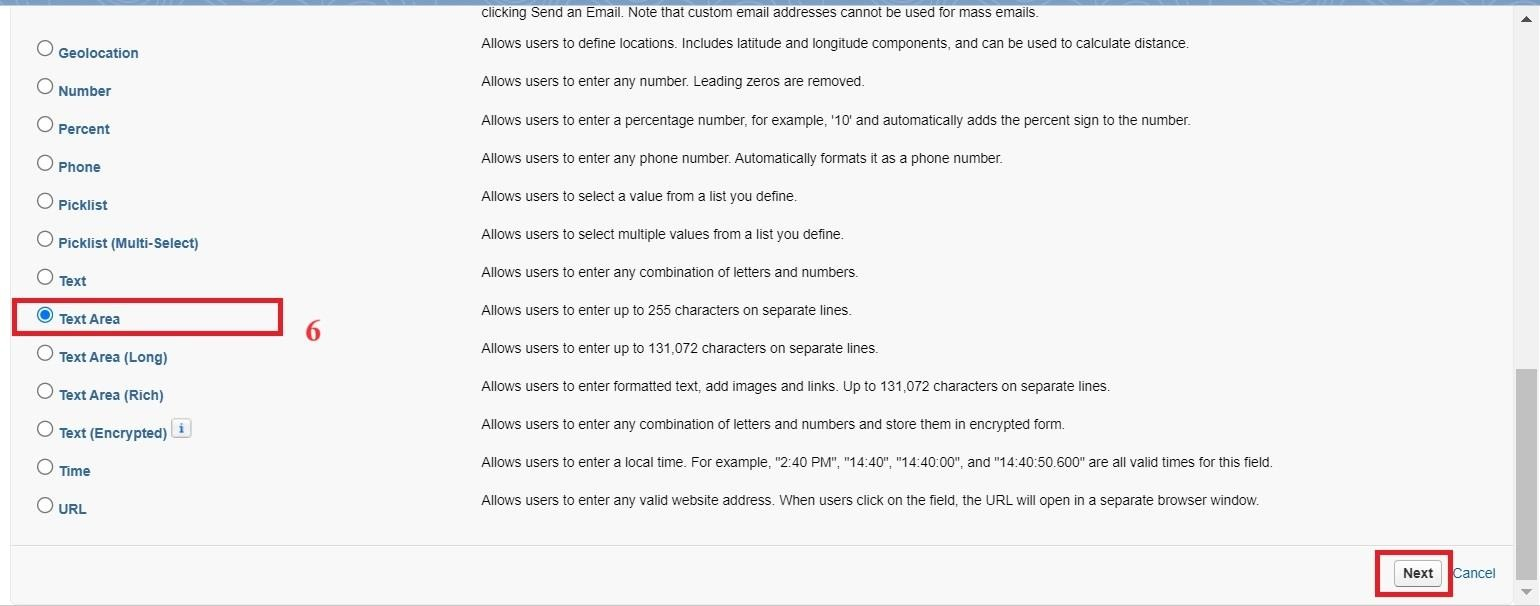 clicking Send an Email. Note that custom email addresses cannot be used for mass emails.
Geolocation Allows users to define locations. Includes latitude and longitude components, and can be used to calculate distance.
Number Allows users to enter any number. Leading zeros are removed.
Percent Allows users to enter a percentage number, for example, '10' and automatically adds the percent sign to the number.
Phone Allows users to enter any phone number. Automatically formats it as a phone number.
Picklist Allows users to select a value from a list you define.
Picklist (Multi-Select) Allows users to select multiple values from a list you define.
Text Allows users to enter any combination of letters and numbers.
Text Area 6 Allows users to enter up to 255 characters on separate lines.
Text Area (Long) Allows users to enter up to 131,072 characters on separate lines.
Text Area (Rich) Allows users to enter formatted text, add images and links. Up to 131,072 characters on separate lines.
Text (Encrypted) i Allows users to enter any combination of letters and numbers and store them in encrypted form.
Time Allows users to enter a local time. For example, "2:40 PM", "14:40", "14:40:00", and "14:40:50.600" are all valid times for this field.
URL Allows users to enter any valid website address. When users click on the field, the URL will open in a separate browser window.
Next Cancel